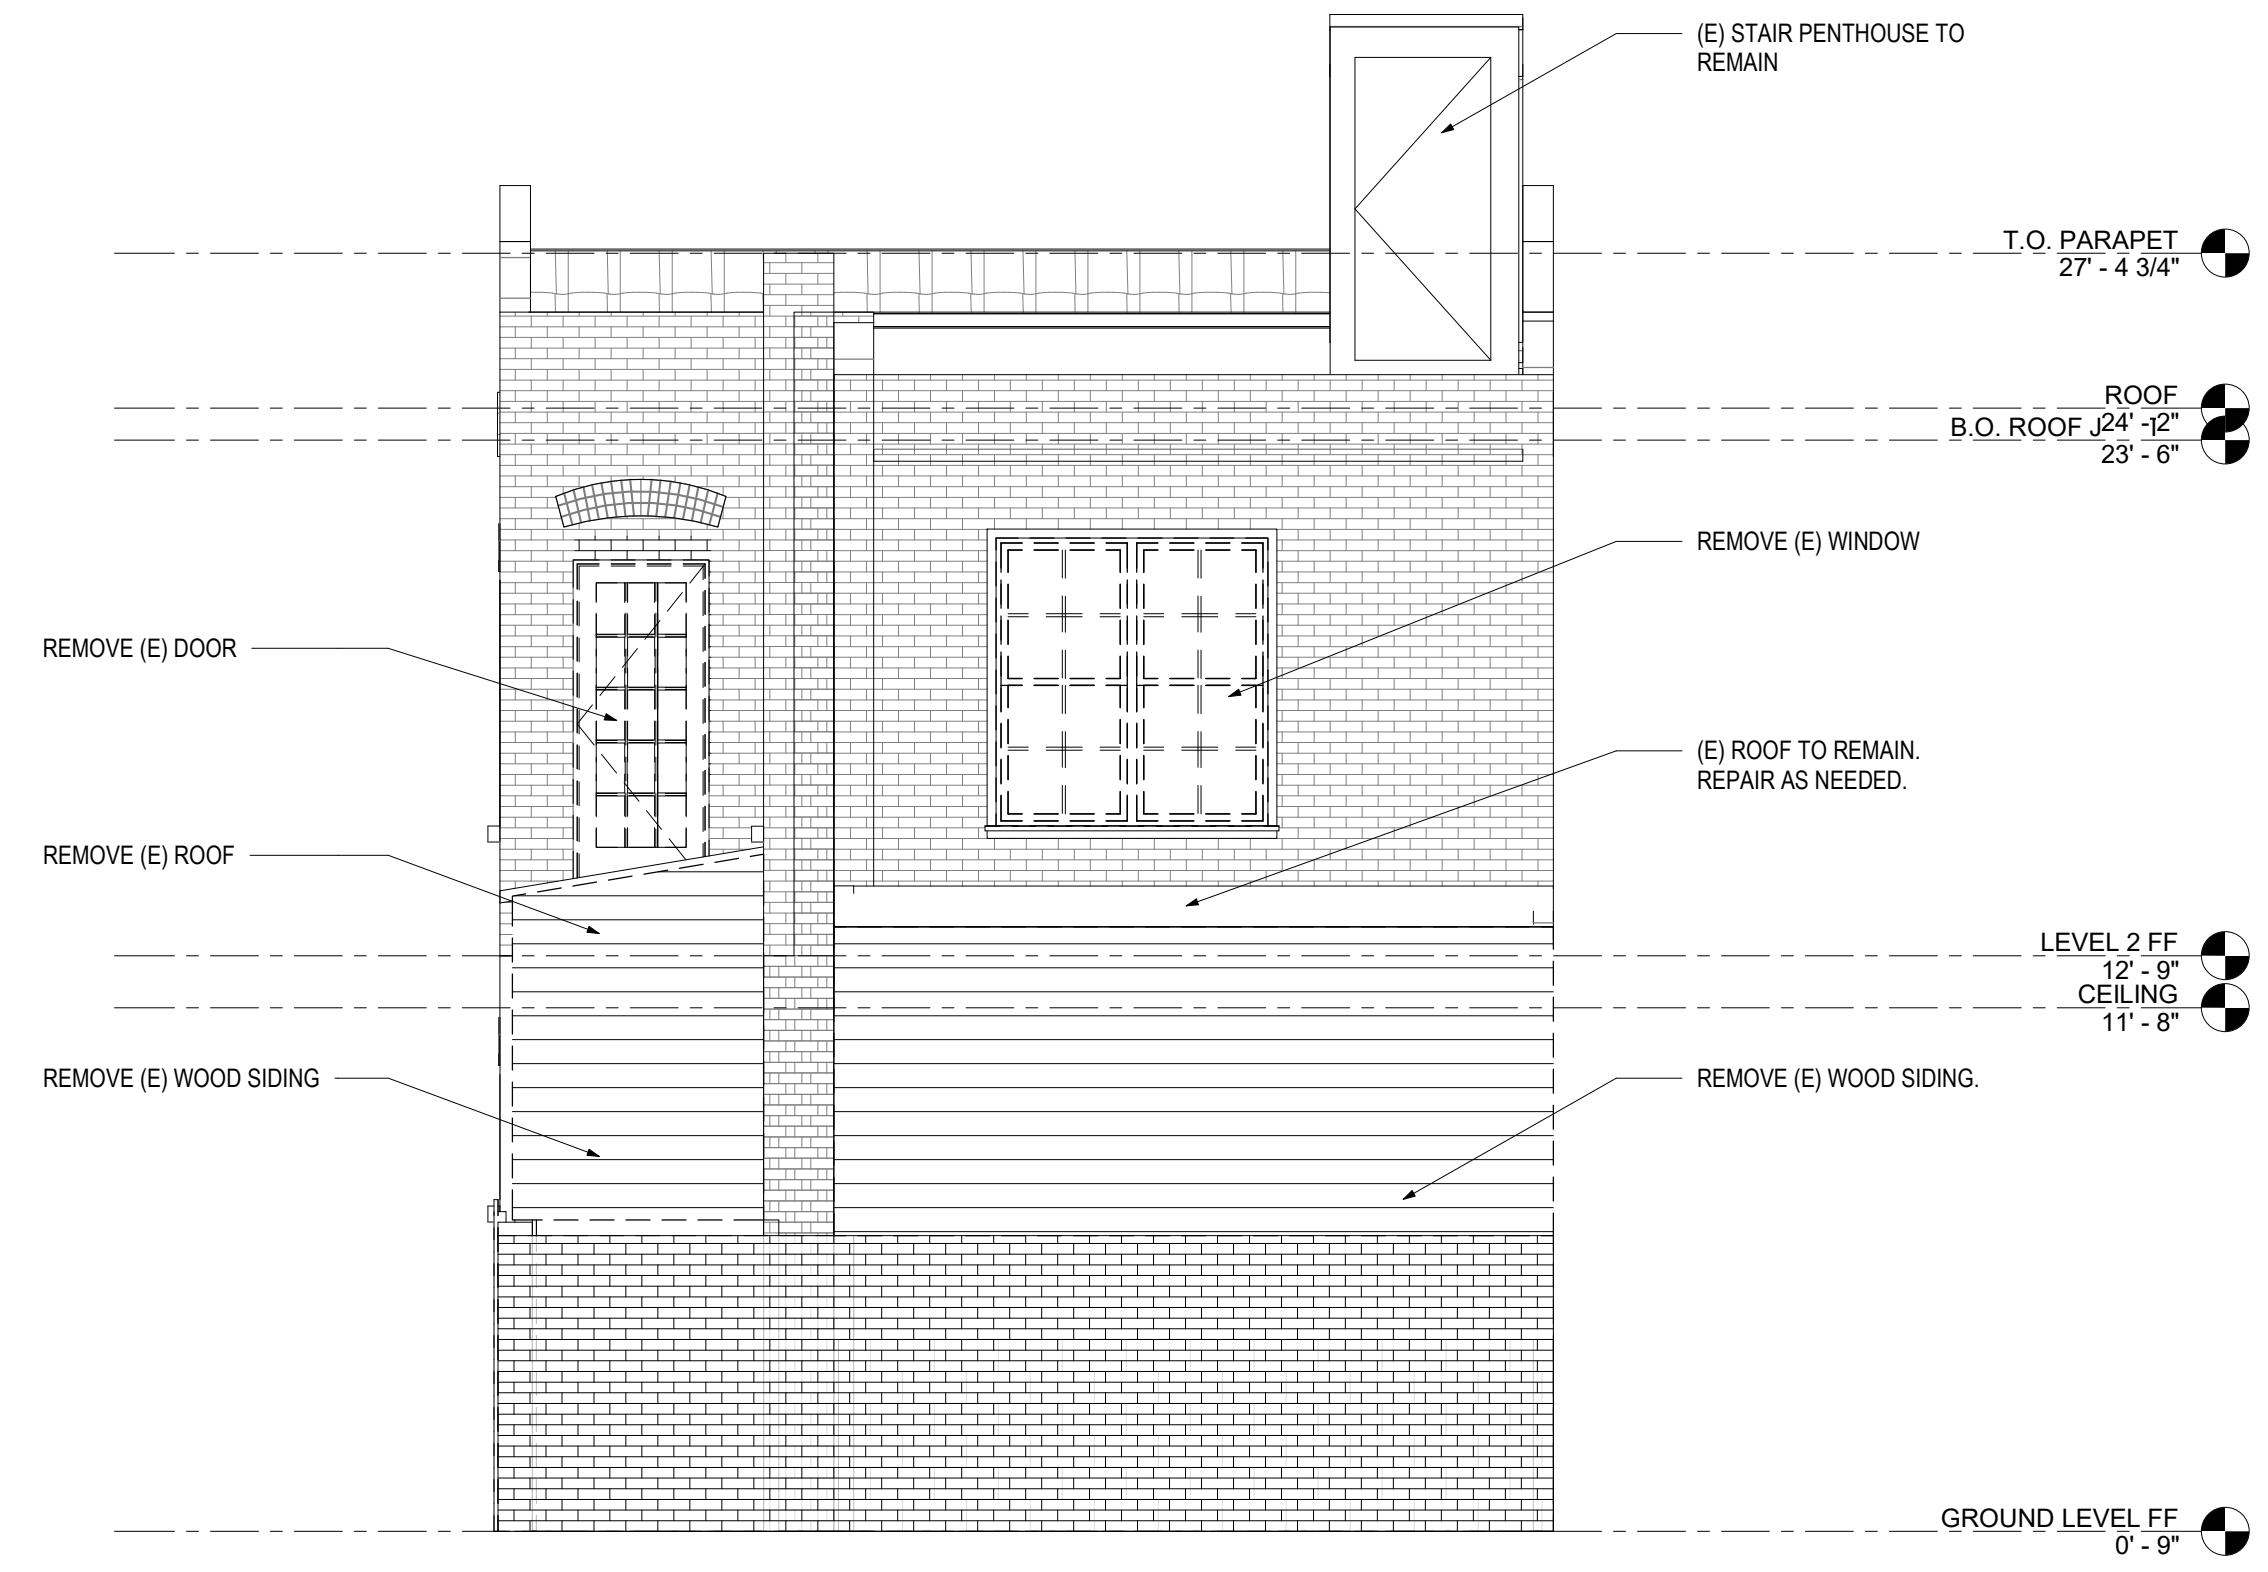 (E) STAIR PENTHOUSE TO
REMAIN
T.O. PARAPET
27' - 4 3/4"
ROOF
24' - 2"
B.O. ROOF
23' - 6"
REMOVE (E) WINDOW
REMOVE (E) DOOR
(E) ROOF TO REMAIN.
REPAIR AS NEEDED.
REMOVE (E) ROOF
LEVEL 2 FF
12' - 9"
CEILING
11' - 8"
REMOVE (E) WOOD SIDING
REMOVE (E) WOOD SIDING.
GROUND LEVEL FF
0' - 9"